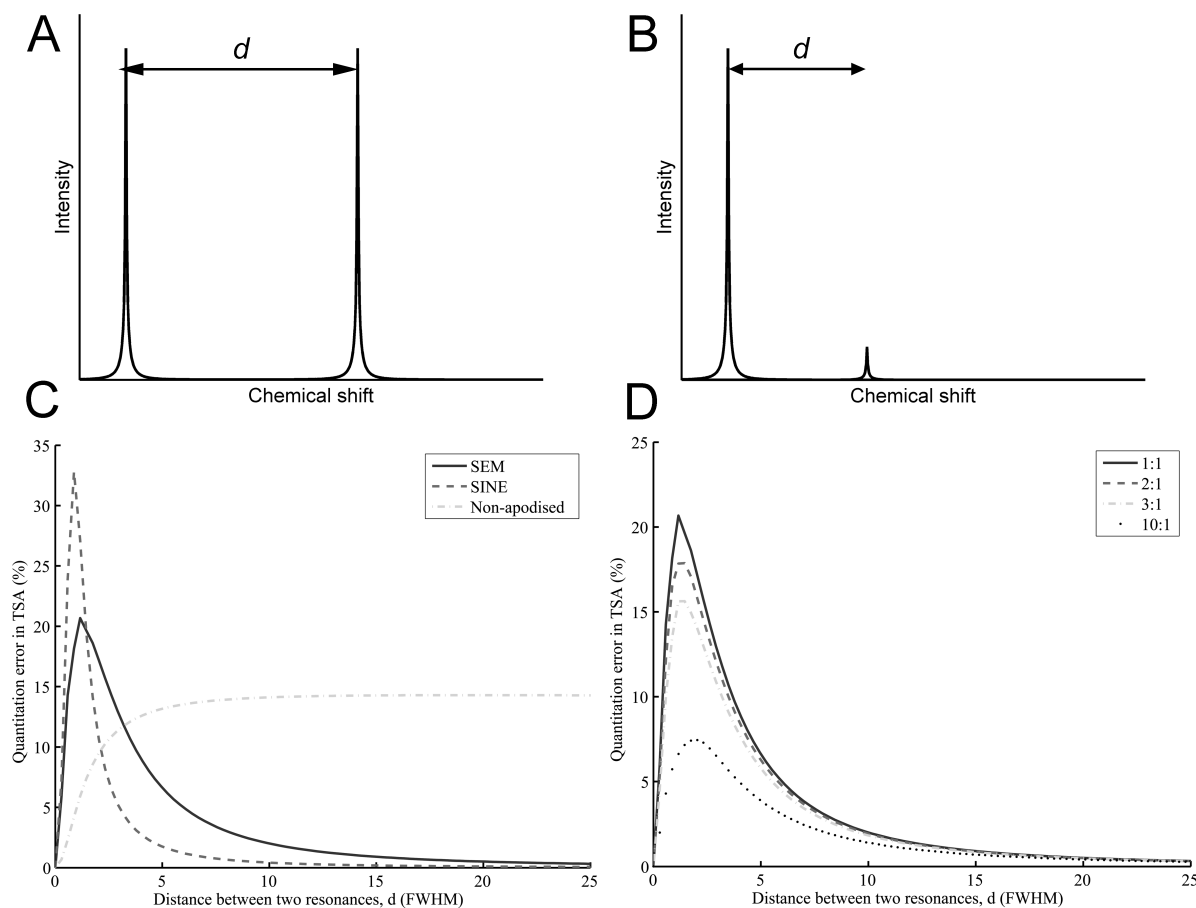 A
d
Intensity
Chemical shift
B
d
Intensity
Chemical shift
C
35
30
25
20
15
10
5
0
Quantitation error in TSA (%)
SEM
SINE
Non-apodised
0 5 10 15 20 25
Distance between two resonances, d (FWHM)
D
25
20
15
10
5
0
Quantitation error in TSA (%)
1:1
2:1
3:1
10:1
0 5 10 15 20 25
Distance between two resonances, d (FWHM)